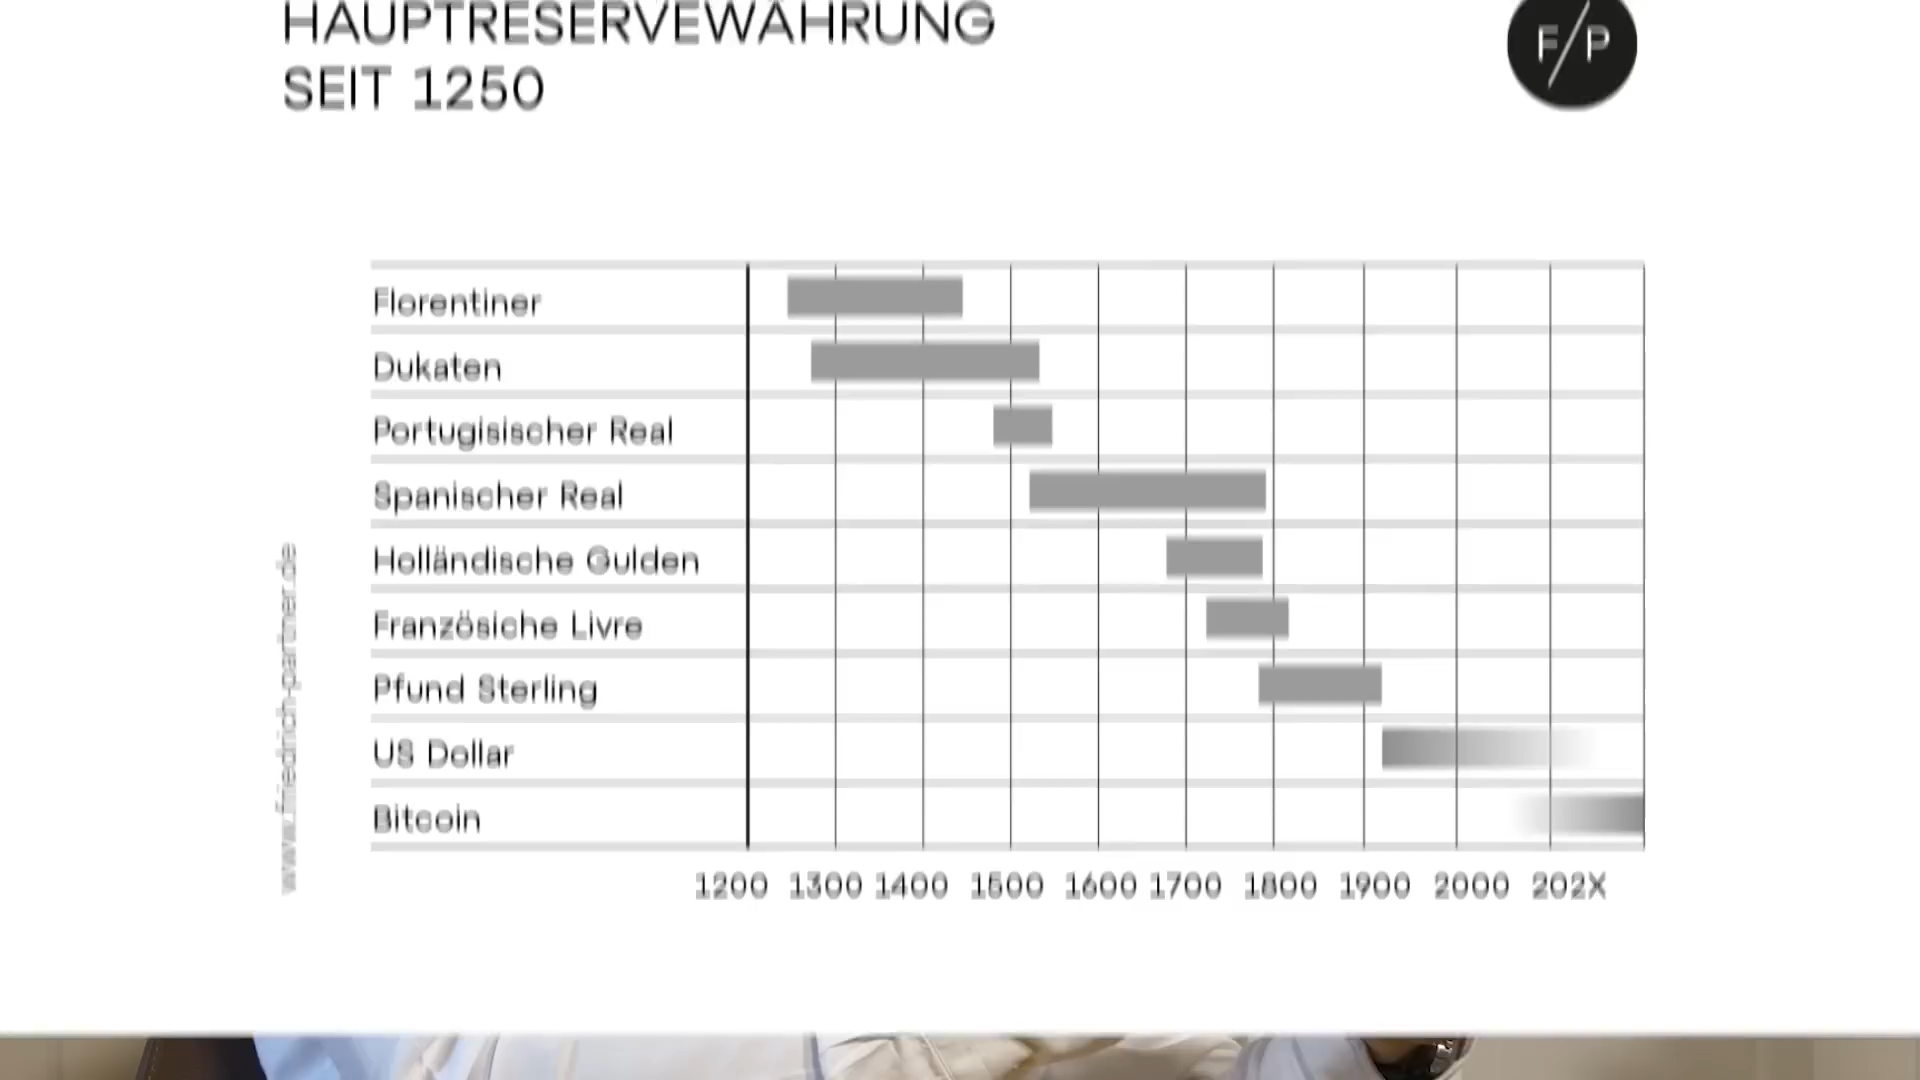 HAUPTRESERVEWÄHRUNG
SEIT 1250
F/P
Florentiner
Dukaten
Portugisischer Real
Spanischer Real
Holländische Gulden
Französiche Livre
Pfund Sterling
US Dollar
Bitcoin
1200 1300 1400 1500 1600 1700 1800 1900 2000 202X
www.friedrich-partner.de